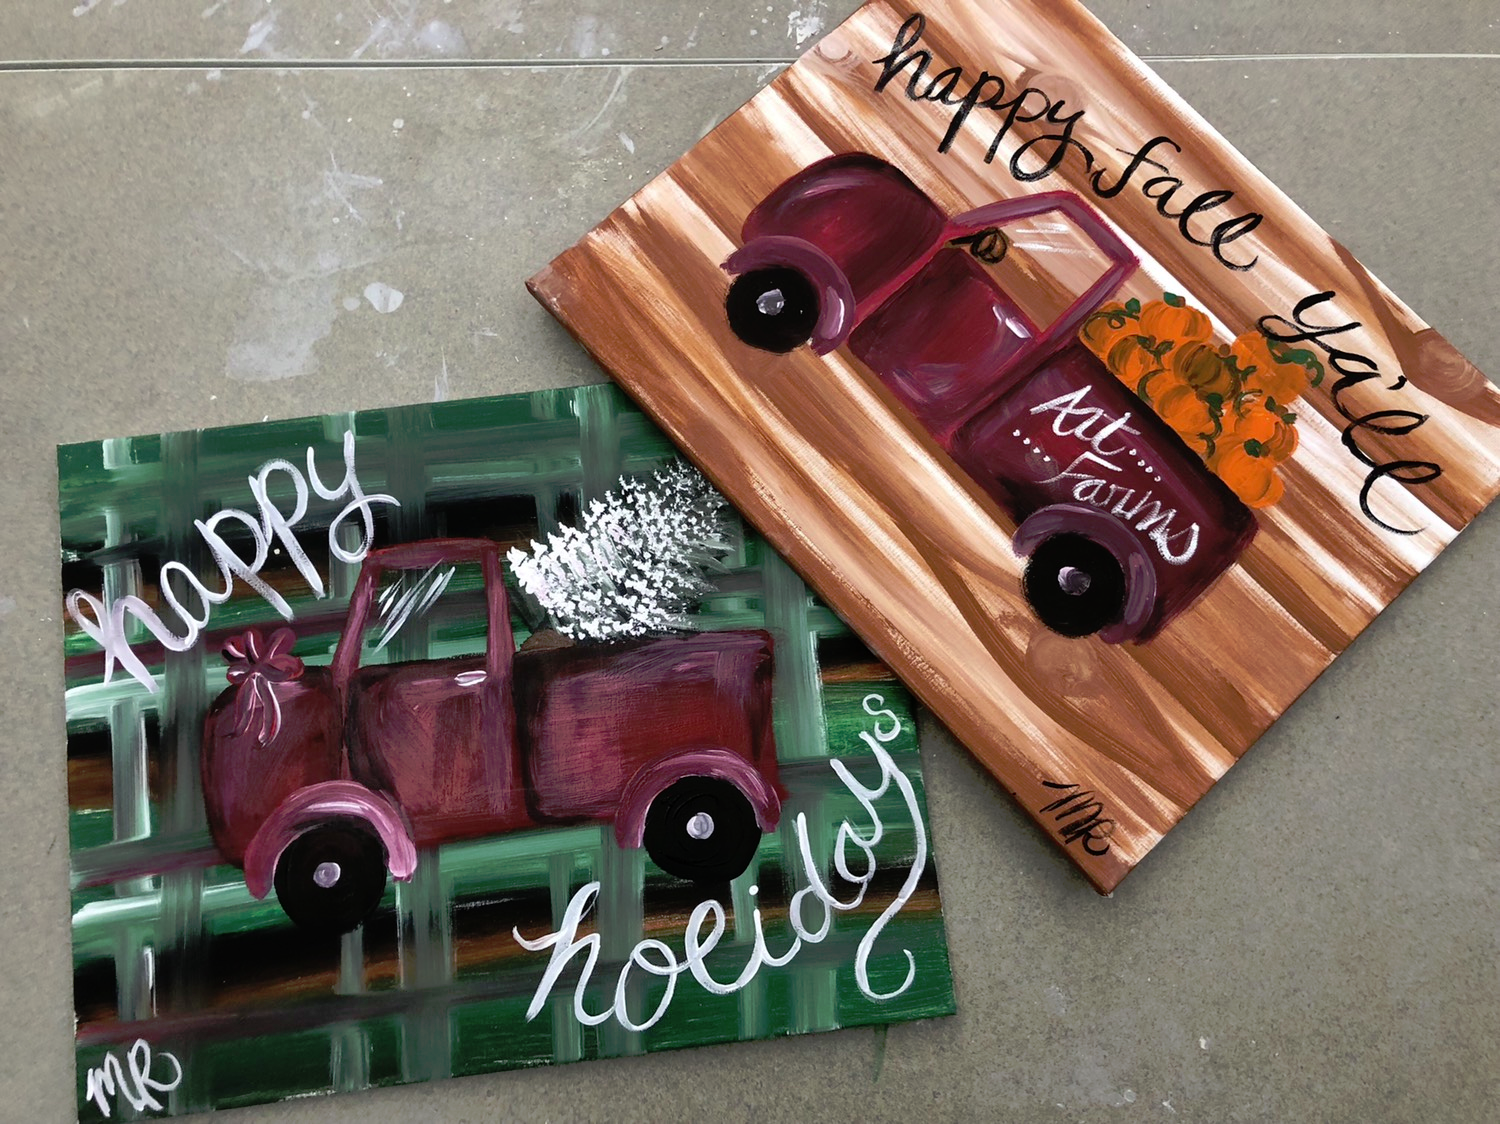 happy
holidays
MR
happy fall
ya'll
Art....
....Farms
MR